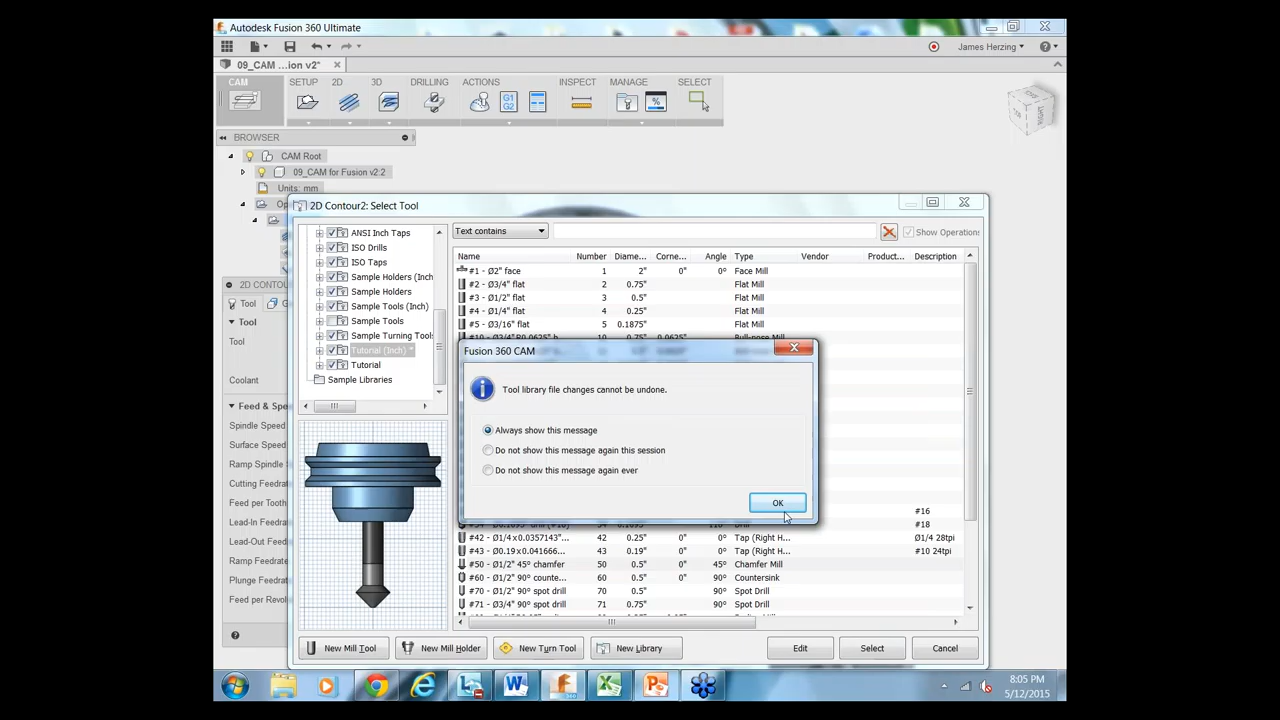 Autodesk Fusion 360 Ultimate
James Herzing
09_CAM ...ion v2*
CAM
SETUP
2D
3D
DRILLING
ACTIONS
INSPECT
MANAGE
SELECT
G1
G2
%
BROWSER
CAM Root
09_CAM for Fusion v2.2
Units: mm
2D Contour2: Select Tool
ANSI Inch Taps
ISO Drills
ISO Taps
Sample Holders (Inch
Sample Holders
Sample Tools (Inch)
Sample Tools
Sample Turning Tools
Tutorial (Inch) *
Tutorial
Sample Libraries
Text contains
Show Operations
Name Number Diame... Corne... Angle Type Vendor Product... Description
#1 - Ø2" face 1 2" 0" 0° Face Mill
#2 - Ø3/4" flat 2 0.75" Flat Mill
#3 - Ø1/2" flat 3 0.5" Flat Mill
#4 - Ø1/4" flat 4 0.25" Flat Mill
#5 - Ø3/16" flat 5 0.1875" Flat Mill
Fusion 360 CAM
Tool library file changes cannot be undone.
Always show this message
Do not show this message again this session
Do not show this message again ever
OK
#16
#18
#42 - Ø1/4x0.0357143"... 42 0.25" 0" 0° Tap (Right H... Ø1/4 28tpi
#43 - Ø0.19x0.041666... 43 0.19" 0" 0° Tap (Right H... #10 24tpi
#50 - Ø1/2" 45° chamfer 50 0.5" 0" 45° Chamfer Mill
#60 - Ø1/2" 90° counte... 60 0.5" 0" 90° Countersink
#70 - Ø1/2" 90° spot drill 70 0.5" 90° Spot Drill
#71 - Ø3/4" 90° spot drill 71 0.75" 90° Spot Drill
2D CONTOU
Tool
Tool
Tool
Coolant
Feed & Spe
Spindle Speed
Surface Speed
Ramp Spindle S
Cutting Feedrat
Feed per Tooth
Lead-In Feedra
Lead-Out Feedr
Ramp Feedrate
Plunge Feedrat
Feed per Revol
New Mill Tool
New Mill Holder
New Turn Tool
New Library
Edit
Select
Cancel
8:05 PM
5/12/2015